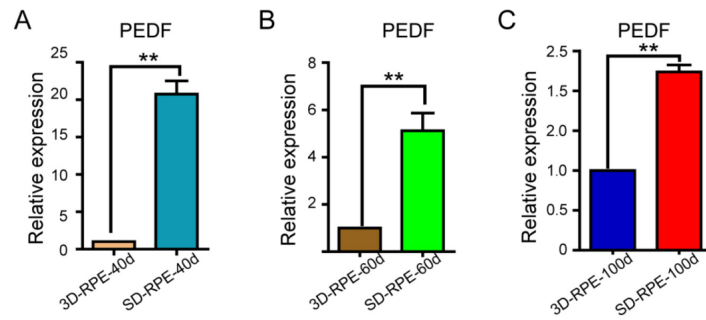 A
PEDF
**
Relative expression
25
20
15
10
5
0
3D-RPE-40d
SD-RPE-40d
B
PEDF
**
Relative expression
8
6
4
2
3D-RPE-60d
SD-RPE-60d
C
PEDF
**
Relative expression
2.5
1.5
2.0
1.0
0.5
0
3D-RPE-100d
SD-RPE-100d